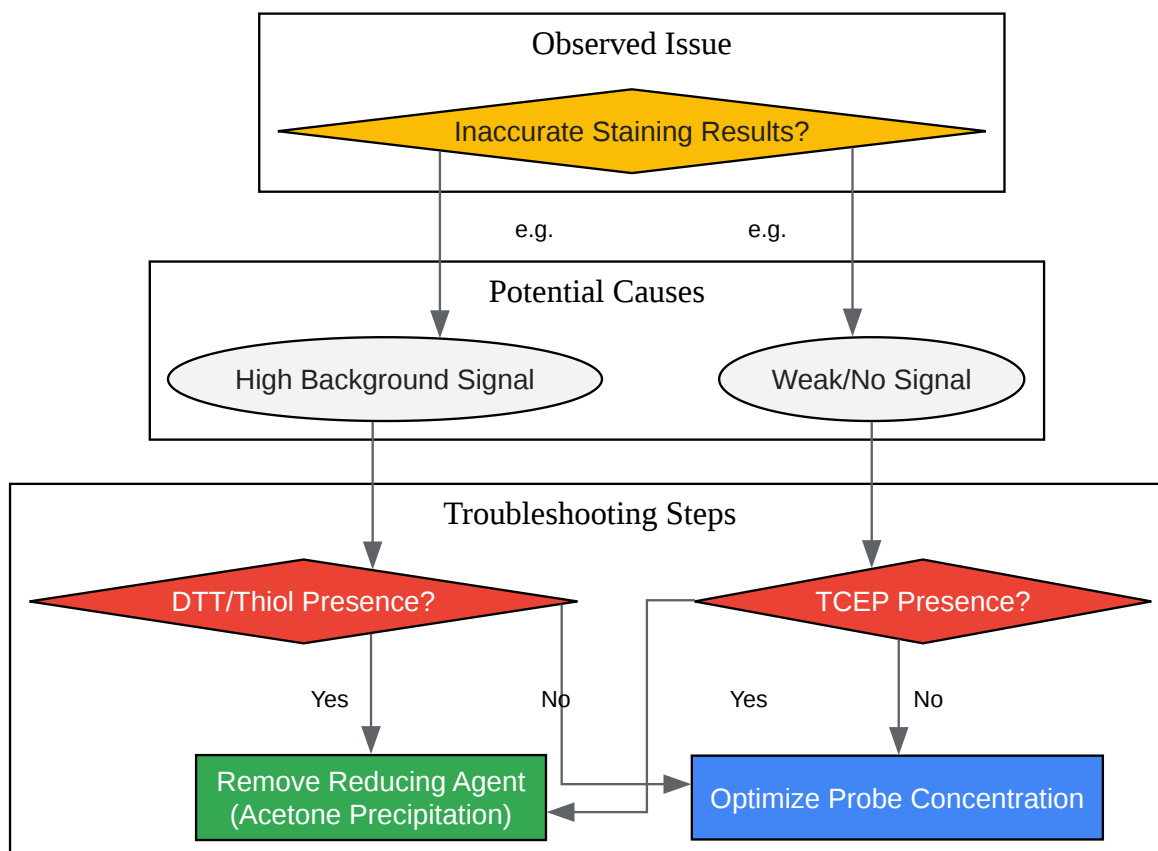 Observed Issue
Inaccurate Staining Results?
e.g.
e.g.
Potential Causes
High Background Signal
Weak/No Signal
Troubleshooting Steps
DTT/Thiol Presence?
TCEP Presence?
Yes
No
Yes
No
Remove Reducing Agent
(Acetone Precipitation)
Optimize Probe Concentration